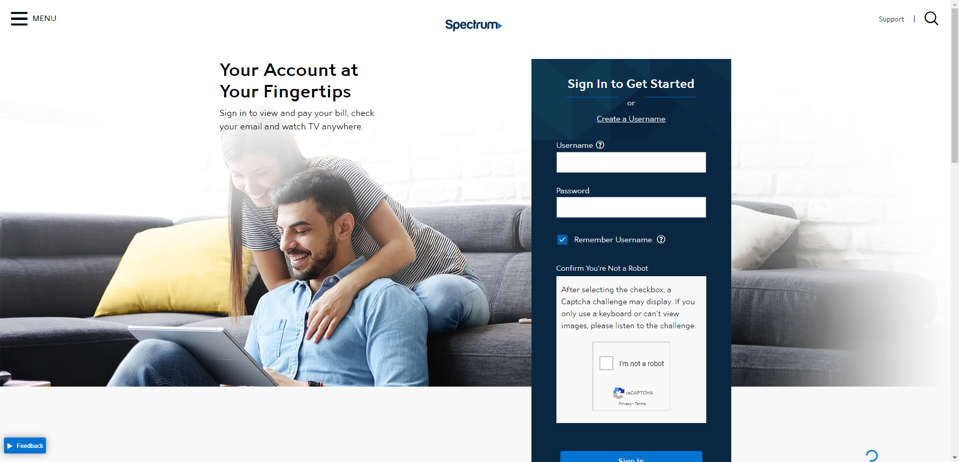 MENU
Spectrum
Support |
Your Account at
Your Fingertips
Sign in to view and pay your bill, check
your email and watch TV anywhere.
Sign In to Get Started
or
Create a Username
Username
Password
Remember Username
Confirm You're Not a Robot
After selecting the checkbox, a
Captcha challenge may display. If you
only use a keyboard or can't view
images, please listen to the challenge.
I'm not a robot
reCAPTCHA
Privacy - Terms
Sign In
Feedback